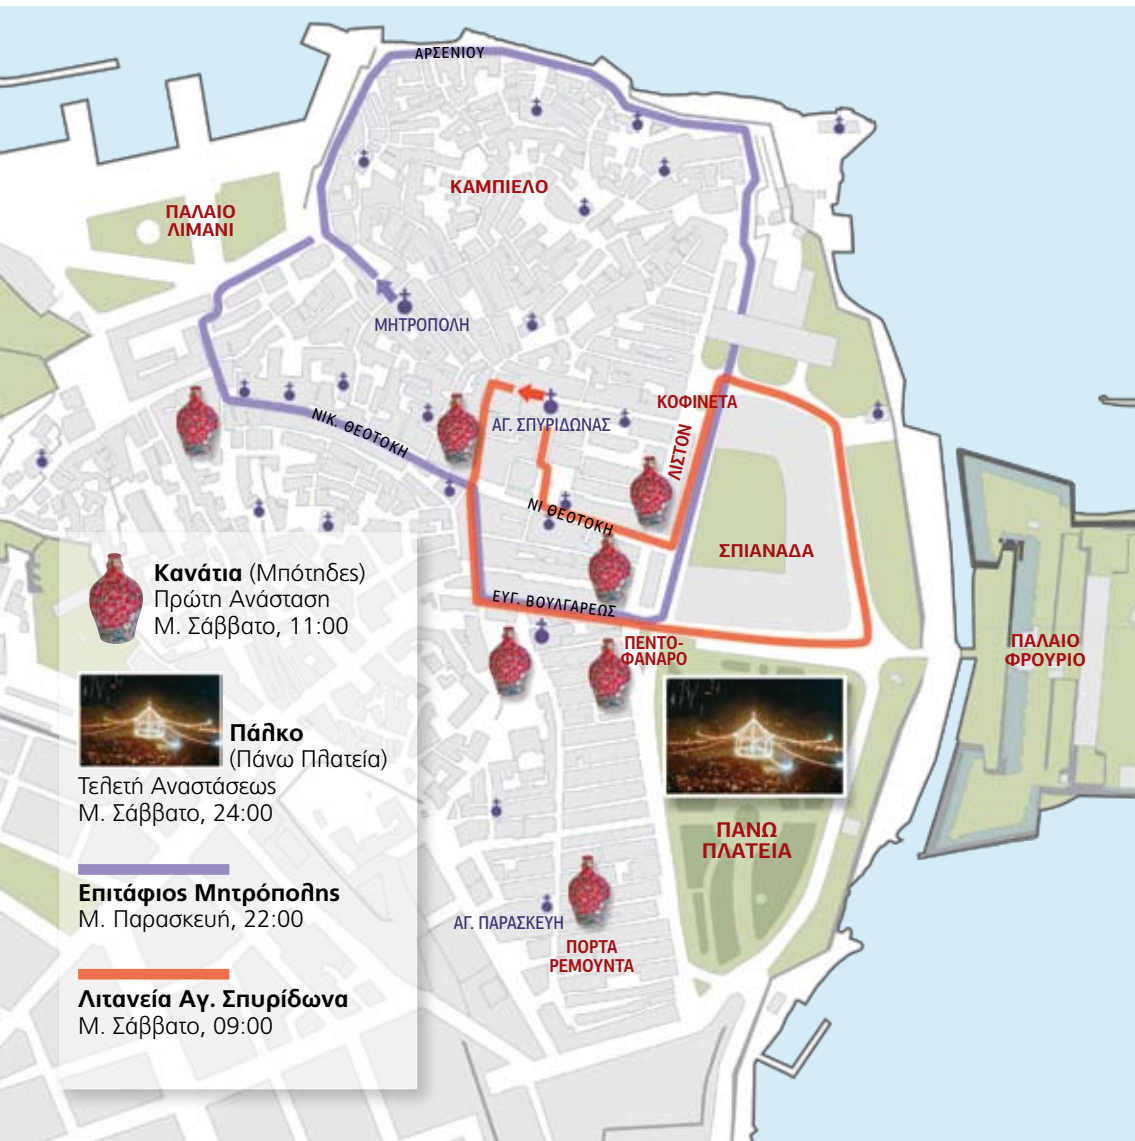 ΑΡΣΕΝΙΟΥ
ΚΑΜΠΙΕΛΟ
ΠΑΛΑΙΟ
ΛΙΜΑΝΙ
ΜΗΤΡΟΠΟΛΗ
ΚΟΦΙΝΕΤΑ
ΑΓ. ΣΠΥΡΙΔΩΝΑΣ
ΝΙΚ. ΘΕΟΤΟΚΗ
ΛΙΣΤΟΝ
ΝΙ ΘΕΟΤΟΚΗ
ΣΠΙΑΝΑΔΑ
ΕΥΓ. ΒΟΥΛΓΑΡΕΩΣ
ΠΕΝΤΟ-
ΦΑΝΑΡΟ
ΠΑΛΑΙΟ
ΦΡΟΥΡΙΟ
ΠΑΝΩ
ΠΛΑΤΕΙΑ
ΑΓ. ΠΑΡΑΣΚΕΥΗ
ΠΟΡΤΑ
ΡΕΜΟΥΝΤΑ
Κανάτια (Μπότηδες)
Πρώτη Ανάσταση
Μ. Σάββατο, 11:00
Πάλκο
(Πάνω Πλατεία)
Τελετή Αναστάσεως
Μ. Σάββατο, 24:00
Επιτάφιος Μητρόπολης
Μ. Παρασκευή, 22:00
Λιτανεία Αγ. Σπυρίδωνα
Μ. Σάββατο, 09:00